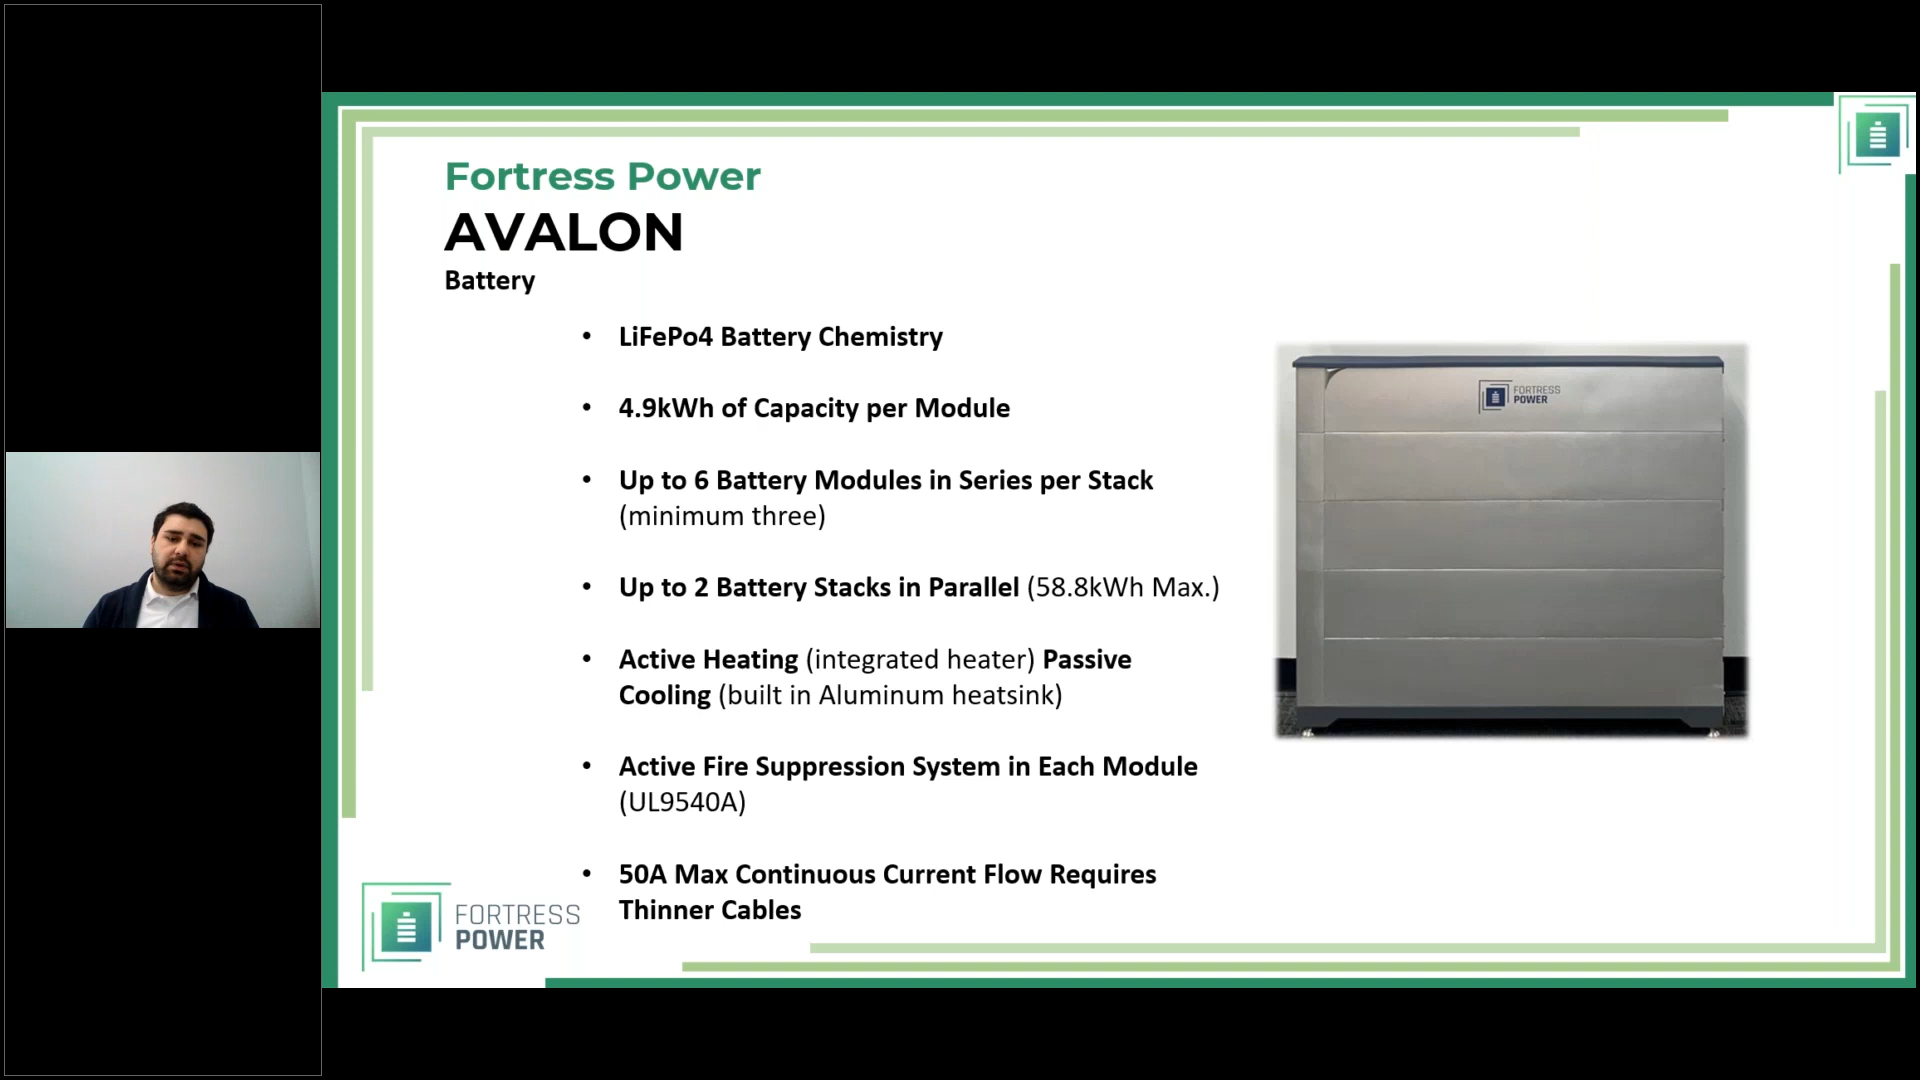 Fortress Power
AVALON
Battery
• LiFePo4 Battery Chemistry
• 4.9kWh of Capacity per Module
• Up to 6 Battery Modules in Series per Stack
(minimum three)
• Up to 2 Battery Stacks in Parallel (58.8kWh Max.)
• Active Heating (integrated heater) Passive
Cooling (built in Aluminum heatsink)
• Active Fire Suppression System in Each Module
(UL9540A)
• 50A Max Continuous Current Flow Requires
Thinner Cables
FORTRESS
POWER
FORTRESS
POWER